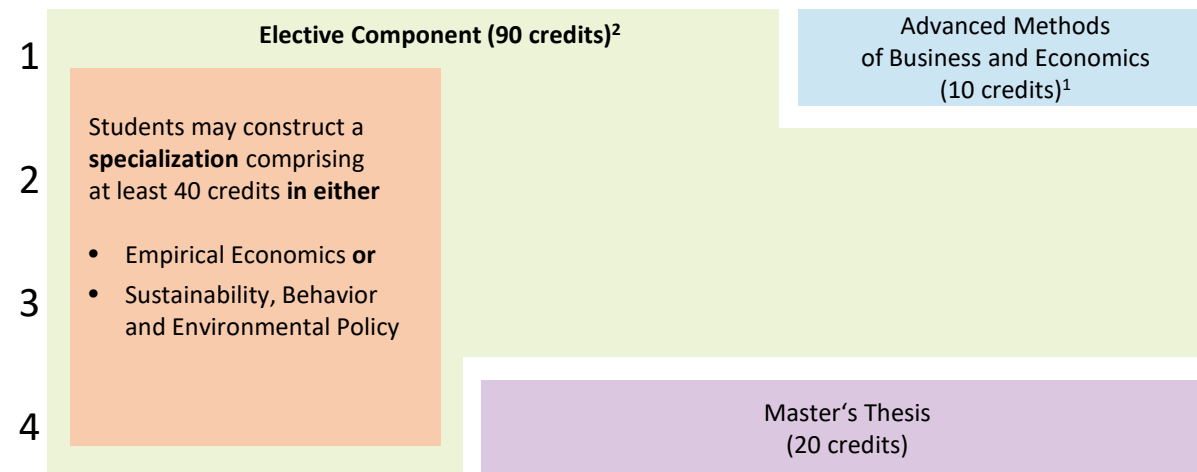 1
Elective Component (90 credits)²
Advanced Methods
of Business and Economics
(10 credits)¹
Students may construct a
specialization comprising
2
at least 40 credits in either
• Empirical Economics or
3
• Sustainability, Behavior
and Environmental Policy
4
Master‘s Thesis
(20 credits)